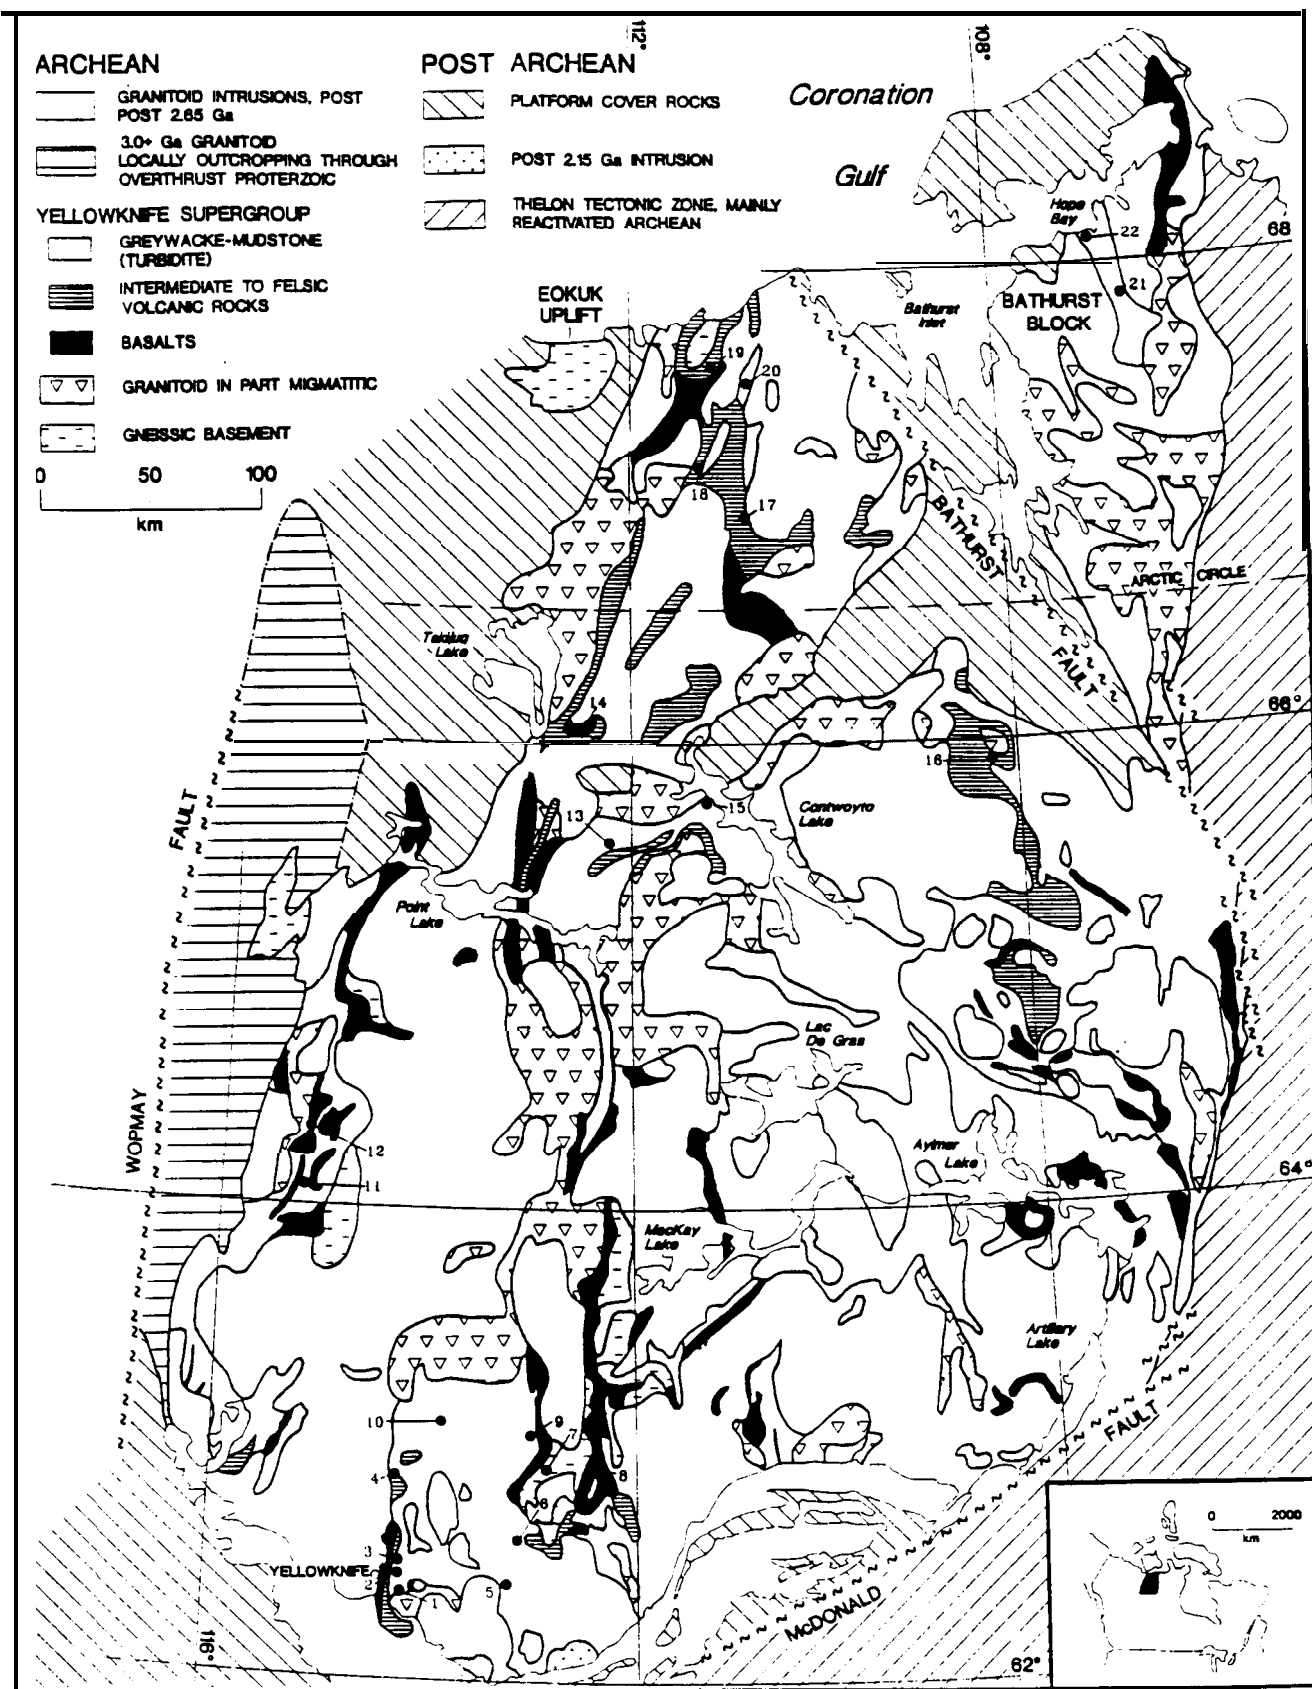 ARCHEAN
GRANITOID INTRUSIONS, POST
POST 2.65 Ga
3.0+ Ga GRANITOID
LOCALLY OUTCROPPING THROUGH
OVERTHRUST PROTERZOIC
YELLOWKNIFE SUPERGROUP
GREYWACKE-MUDSTONE
(TURBIDITE)
INTERMEDIATE TO FELSIC
VOLCANIC ROCKS
BASALTS
GRANITOID IN PART MIGMATITIC
GNEISSIC BASEMENT
0 50 100
km
POST ARCHEAN
PLATFORM COVER ROCKS
POST 2.15 Ga INTRUSION
THELON TECTONIC ZONE, MAINLY
REACTIVATED ARCHEAN
112°
108°
Coronation
Gulf
Hope
Bay
22
68
21
EOKUK
UPLIFT
Bathurst
Inlet
BATHURST
BLOCK
19
20
18
17
BATHURST
FAULT
ARCTIC CIRCLE
Takijuq
Lake
14
66°
16
15
13
Contwoyto
Lake
FAULT
Point
Lake
Lac
De Gras
WOPMAY
12
11
Aylmer
Lake
64°
MacKay
Lake
Artillery
Lake
10
9
7
FAULT
4
8
6
3
YELLOWKNIFE
2
1
5
McDONALD
116°
62°
0 2000
km